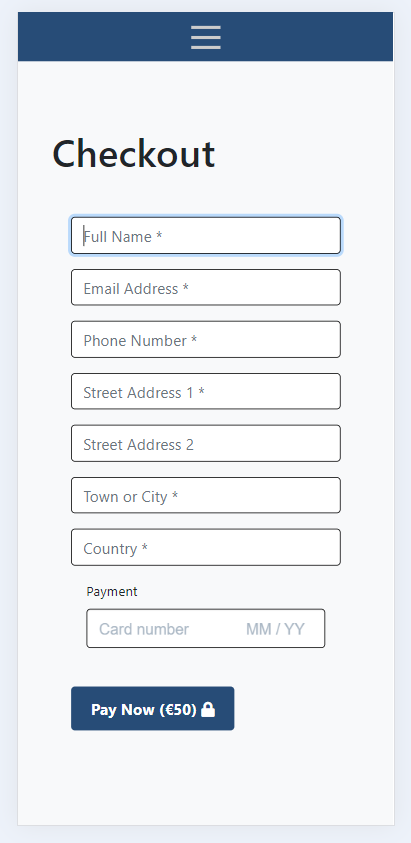 Checkout
Full Name *
Email Address *
Phone Number *
Street Address 1 *
Street Address 2
Town or City *
Country *
Payment
Card number MM / YY
Pay Now (€50)